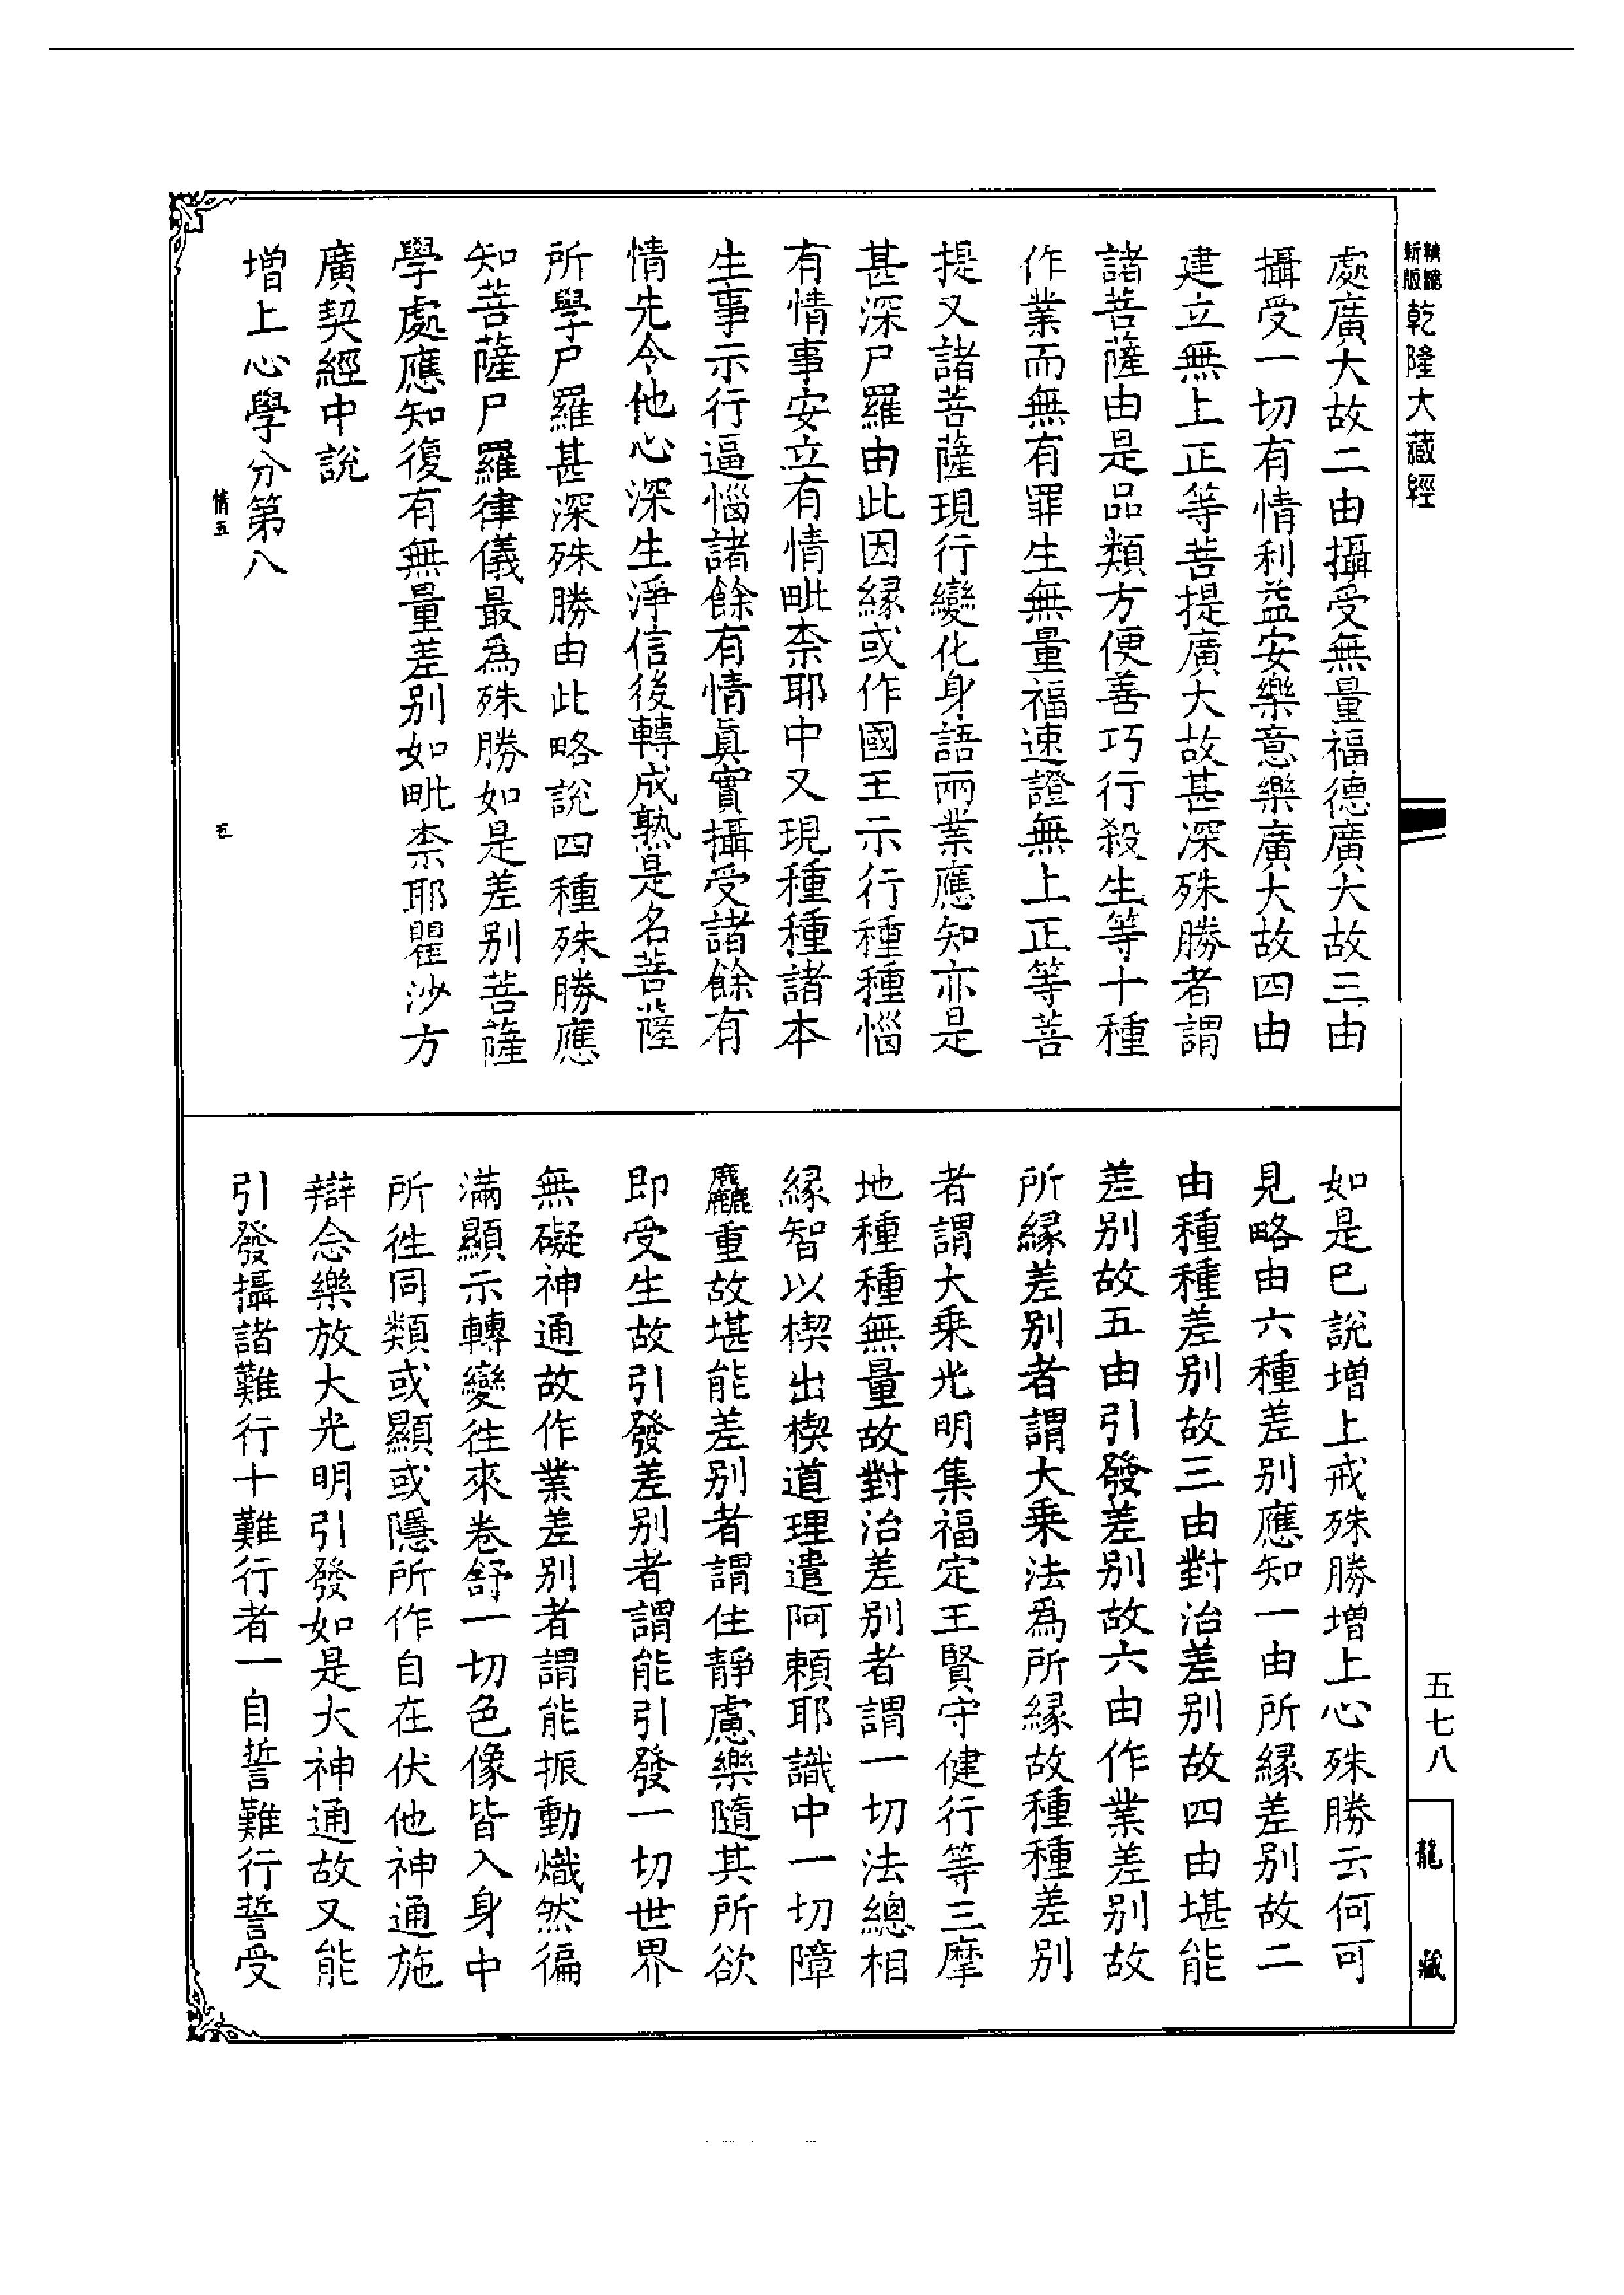 精縮新版乾隆大藏經
處廣大故二由攝受無量福德廣大故三由
攝受一切有情利益安樂意樂廣大故四由
建立無上正等菩提廣大故甚深殊勝者謂
諸菩薩由是品類方便善巧行殺生等十種
作業而無有罪生無量福速證無上正等菩
提又諸菩薩現行變化身語兩業應知亦是
甚深尸羅由此因緣或作國王示行種種惱
有情事安立有情毗柰耶中又現種種諸本
生事示行逼惱諸餘有情眞實攝受諸餘有
情先令他心深生淨信後轉成熟是名菩薩
所學尸羅甚深殊勝由此略說四種殊勝應
知菩薩尸羅律儀最爲殊勝如是差别菩薩
學處應知復有無量差别如毗柰耶瞿沙方
廣契經中說
增上心學分第八
情五
五
如是已說增上戒殊勝增上心殊勝云何可
見略由六種差别應知一由所緣差别故二
由種種差别故三由對治差别故四由堪能
差别故五由引發差别故六由作業差别故
所緣差别者謂大乘法爲所緣故種種差别
者謂大乘光明集福定王賢守健行等三摩
地種種無量故對治差别者謂一切法總相
緣智以楔出楔道理遣阿賴耶識中一切障
麤重故堪能差别者謂住靜慮樂隨其所欲
即受生故引發差别者謂能引發一切世界
無礙神通故作業差别者謂能振動熾然徧
滿顯示轉變徃來卷舒一切色像皆入身中
所徃同類或顯或隱所作自在伏他神通施
辯念樂放大光明引發如是大神通故又能
引發攝諸難行十難行者一自誓難行誓受
五七八
龍藏